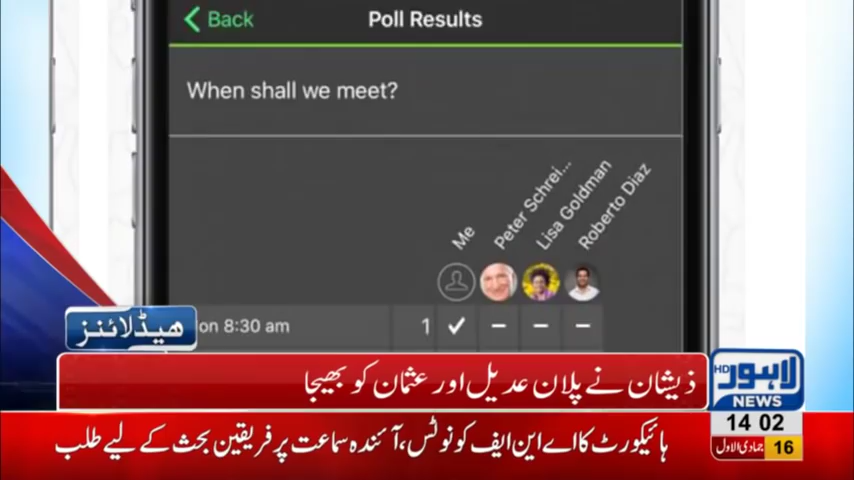 Back
Poll Results
When shall we meet?
Me
Peter Schrei...
Lisa Goldman
Roberto Diaz
on 8:30 am 1
ہیڈلائنز
ذیشان نے پلان عدیل اور عثمان کو بھیجا
لاہور HD
NEWS
ہائیکورٹ کا اے این ایف کو نوٹس، آئندہ سماعت پر فریقین بحث کے لیے طلب
14 02
16 جمادی الاول